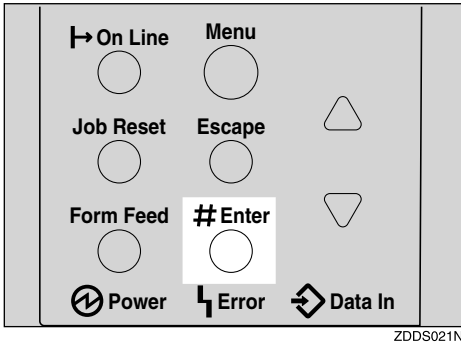 On Line Menu
Job Reset Escape
Form Feed # Enter
Power Error Data In
ZDDS021N